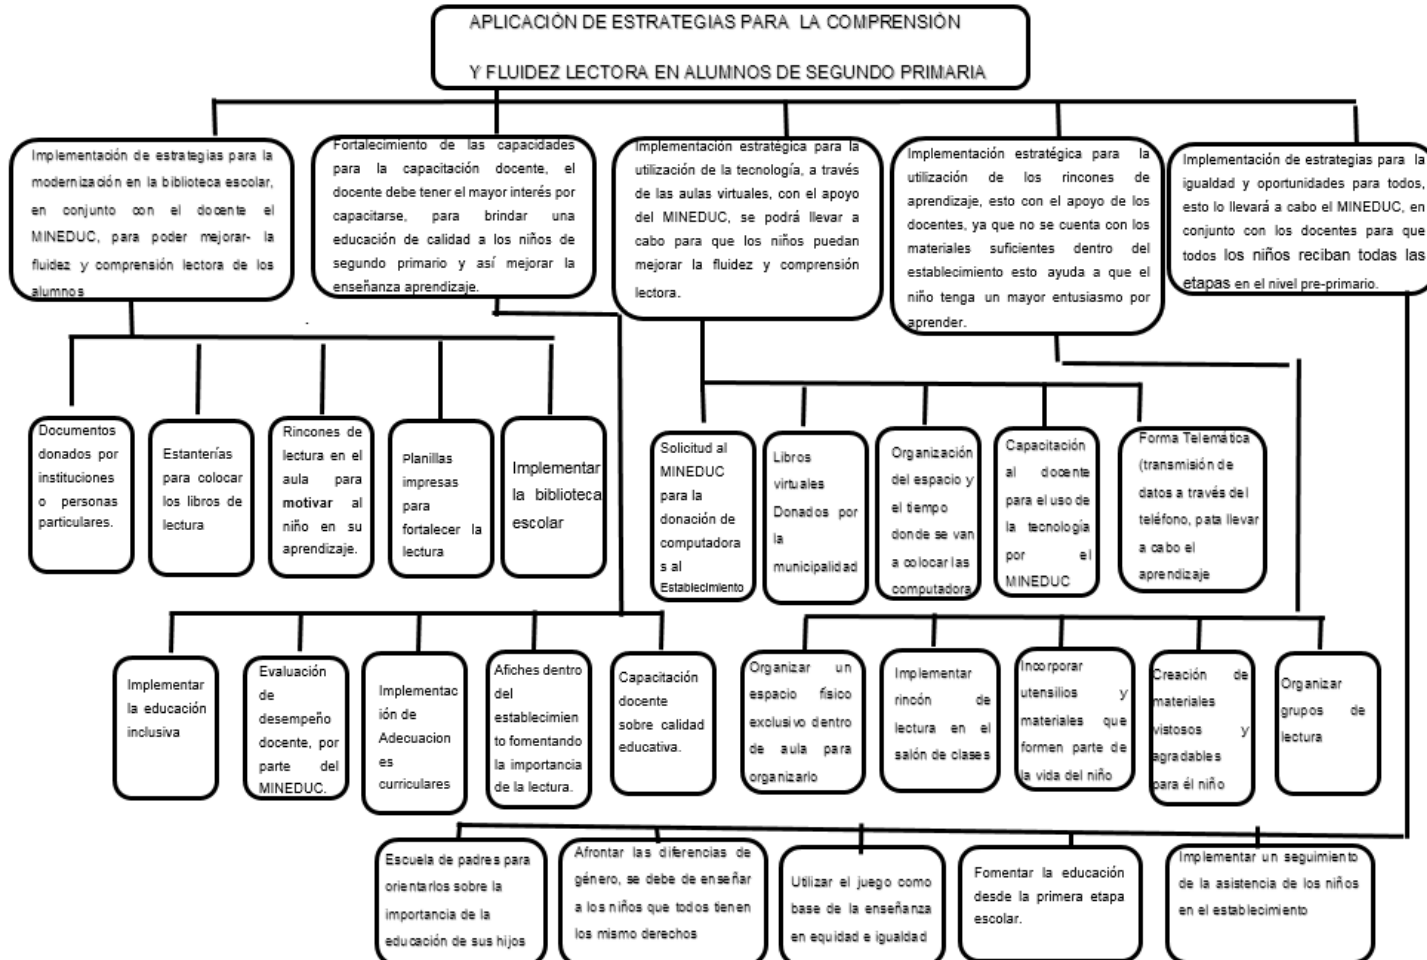 APLICACIÓN DE ESTRATEGIAS PARA LA COMPRENSIÓN
Y FLUIDEZ LECTORA EN ALUMNOS DE SEGUNDO PRIMARIA
Implementación de estrategias para la
modernización en la biblioteca escolar,
en conjunto con el docente el
MINEDUC, para poder mejorar- la
fluidez y comprensión lectora de los
alumnos
Fortalecimiento de las capacidades
para la capacitación docente, el
docente debe tener el mayor interés por
capacitarse, para brindar una
educación de calidad a los niños de
segundo primario y así mejorar la
enseñanza aprendizaje.
Implementación estratégica para la
utilización de la tecnología, a través
de las aulas virtuales, con el apoyo
del MINEDUC, se podrá llevar a
cabo para que los niños puedan
mejorar la fluidez y comprensión
lectora.
Implementación estratégica para la
utilización de los rincones de
aprendizaje, esto con el apoyo de los
docentes, ya que no se cuenta con los
materiales suficientes dentro del
establecimiento esto ayuda a que el
niño tenga un mayor entusiasmo por
aprender.
Implementación de estrategias para la
igualdad y oportunidades para todos,
esto lo llevará a cabo el MINEDUC, en
conjunto con los docentes para que
todos los niños reciban todas las
etapas en el nivel pre-primario.
Documentos
donados por
instituciones
o personas
particulares.
Estanterías
para colocar
los libros de
lectura
Rincones de
lectura en el
aula para
motivar al
niño en su
aprendizaje.
Planillas
impresas
para
fortalecer la
lectura
Implementar
la biblioteca
escolar
Solicitud al
MINEDUC
para la
donación de
computadora
s al
Establecimiento
Libros
virtuales
Donados por
la
municipalidad
Organización
del espacio y
el tiempo
donde se van
a colocar las
computadora
Capacitación
al docente
para el uso de
la tecnología
por el
MINEDUC
Forma Telemática
(transmisión de
datos a través del
teléfono, pata llevar
a cabo el
aprendizaje
Implementar
la educación
inclusiva
Evaluación
de
desempeño
docente, por
parte del
MINEDUC.
Implementac
ión de
Adecuacion
es
curriculares
Afiches dentro
del
establecimien
to fomentando
la importancia
de la lectura.
Capacitación
docente
sobre calidad
educativa.
Organizar un
espacio físico
exclusivo dentro
de aula para
organizarlo
Implementar
rincón de
lectura en el
salón de clases
Incorporar
utensilios y
materiales que
formen parte de
la vida del niño
Creación de
materiales
vistosos y
agradables
para él niño
Organizar
grupos de
lectura
Escuela de padres para
orientarlos sobre la
importancia de la
educación de sus hijos
Afrontar las diferencias de
género, se debe de enseñar
a los niños que todos tienen
los mismo derechos
Utilizar el juego como
base de la enseñanza
en equidad e igualdad
Fomentar la educación
desde la primera etapa
escolar.
Implementar un seguimiento
de la asistencia de los niños
en el establecimiento